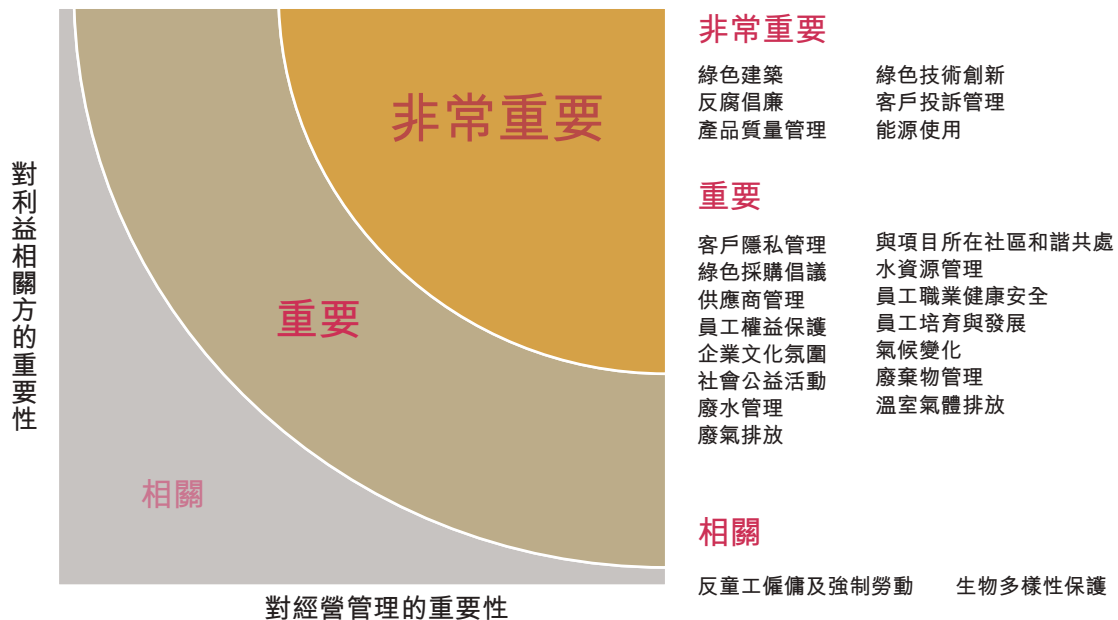 對利益相關方的重要性
非常重要
重要
相關
對經營管理的重要性
非常重要
綠色建築
反腐倡廉
產品質量管理
綠色技術創新
客戶投訴管理
能源使用
重要
客戶隱私管理
綠色採購倡議
供應商管理
員工權益保護
企業文化氛圍
社會公益活動
廢水管理
廢氣排放
與項目所在社區和諧共處
水資源管理
員工職業健康安全
員工培育與發展
氣候變化
廢棄物管理
溫室氣體排放
相關
反童工僱傭及強制勞動
生物多樣性保護